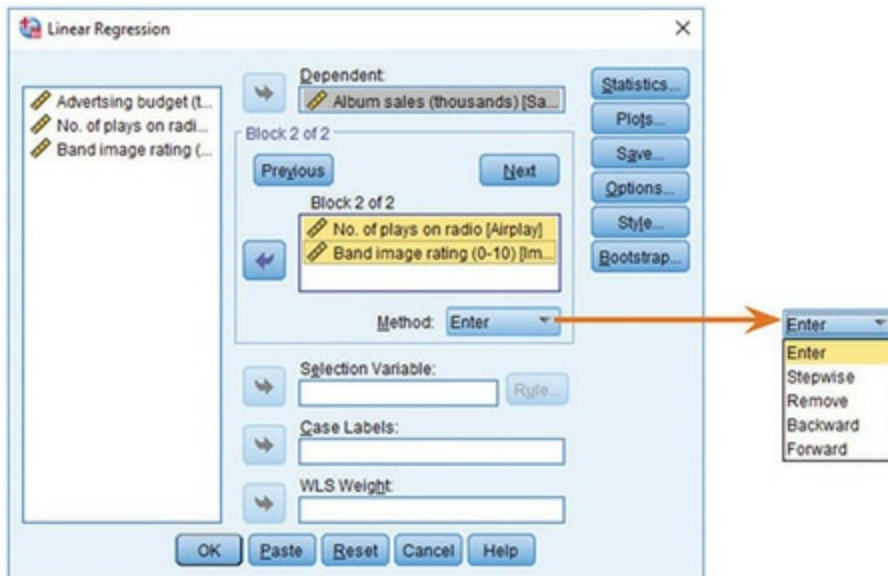 Linear Regression
Advertsing budget (t...
No. of plays on radi...
Band image rating (...
Dependent:
Album sales (thousands) [Sa...
Block 2 of 2
Previous
Next
Block 2 of 2
No. of plays on radio [Airplay]
Band image rating (0-10) [Im...
Method: Enter
Selection Variable:
Rule...
Case Labels:
WLS Weight:
OK
Paste
Reset
Cancel
Help
Statistics...
Plots...
Save...
Options...
Style...
Bootstrap...
Enter
Enter
Stepwise
Remove
Backward
Forward